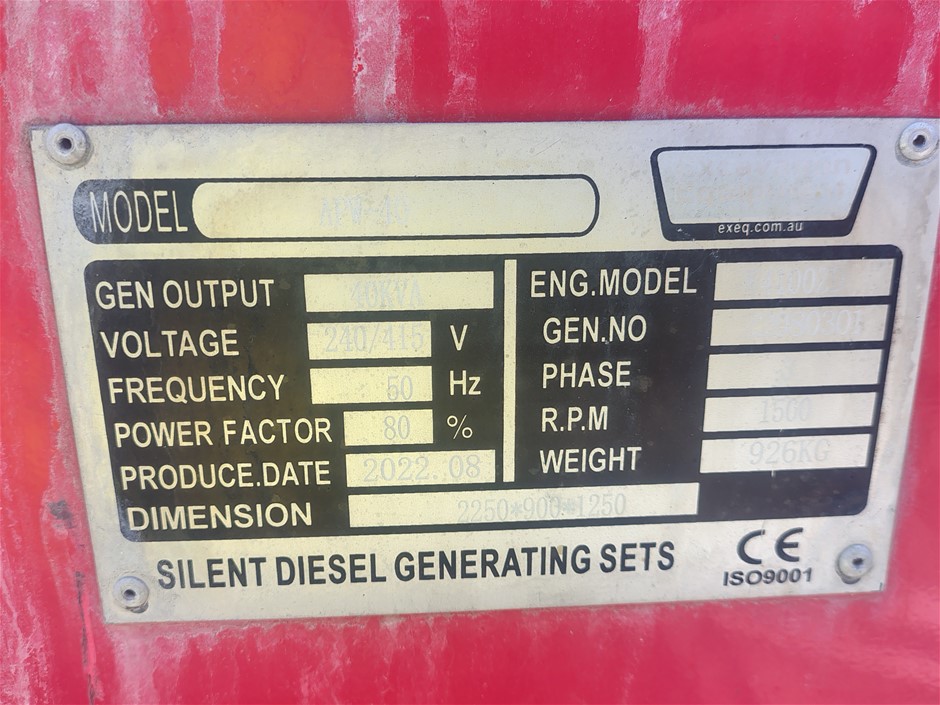 MODEL
exeq.com.au
GEN OUTPUT 40KVA
VOLTAGE 240/415 V
FREQUENCY 50 Hz
POWER FACTOR 80 %
PRODUCE.DATE 2022.08
DIMENSION 2250*900*1250
ENG.MODEL
GEN.NO
PHASE
R.P.M 1500
WEIGHT 926KG
SILENT DIESEL GENERATING SETS
CE
ISO9001